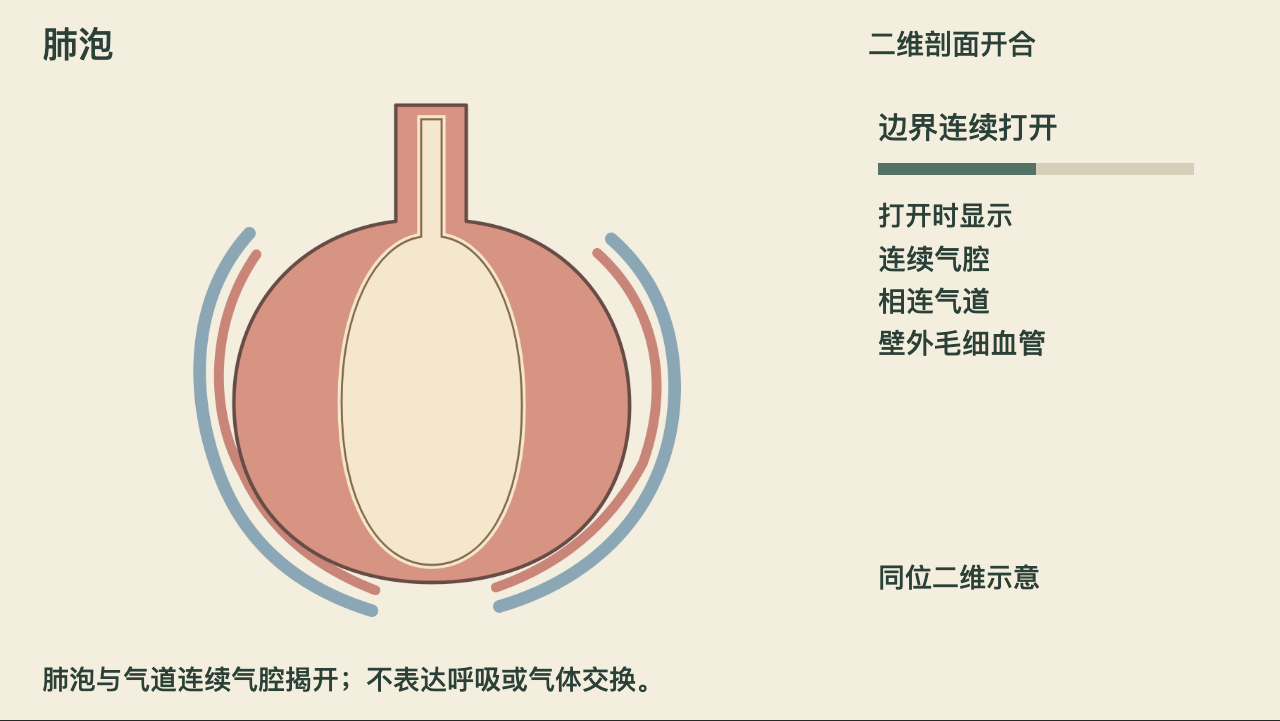 肺泡
二维剖面开合
边界连续打开
打开时显示
连续气腔
相连气道
壁外毛细血管
同位二维示意
肺泡与气道连续气腔揭开；不表达呼吸或气体交换。